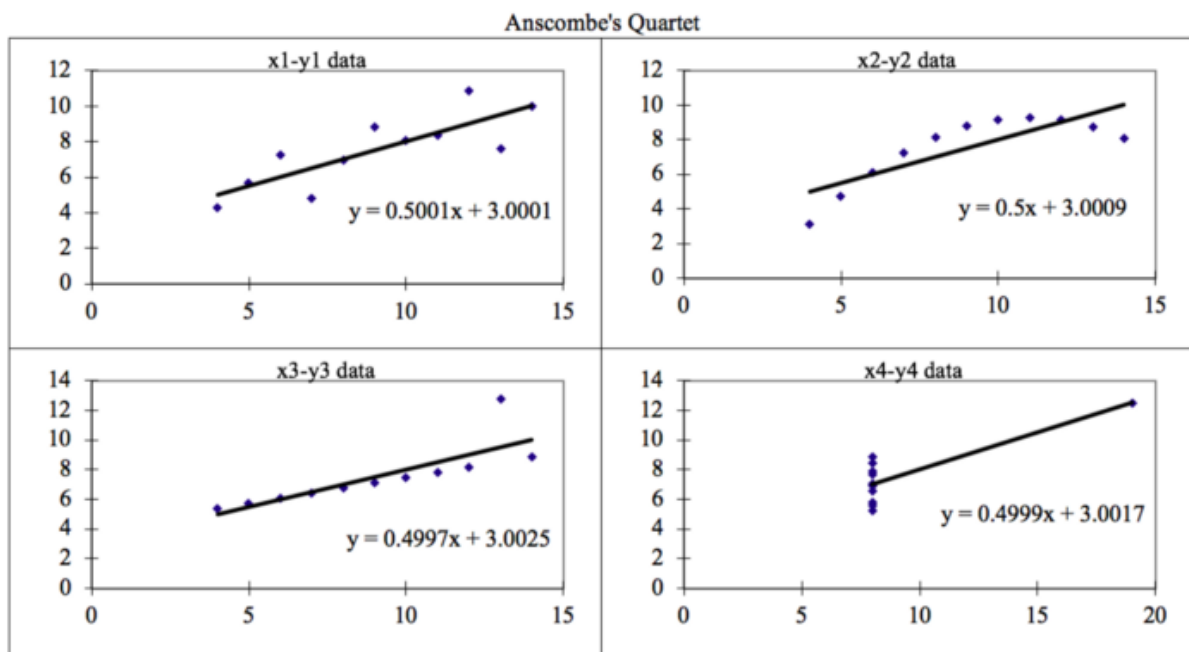 Anscombe's Quartet
x1-y1 data
12
10
8
6
4
2
0
y = 0.5001x + 3.0001
0 5 10 15
x2-y2 data
12
10
8
6
4
2
0
y = 0.5x + 3.0009
0 5 10 15
x3-y3 data
14
12
10
8
6
4
2
0
y = 0.4997x + 3.0025
0 5 10 15
x4-y4 data
14
12
10
8
6
4
2
0
y = 0.4999x + 3.0017
0 5 10 15 20